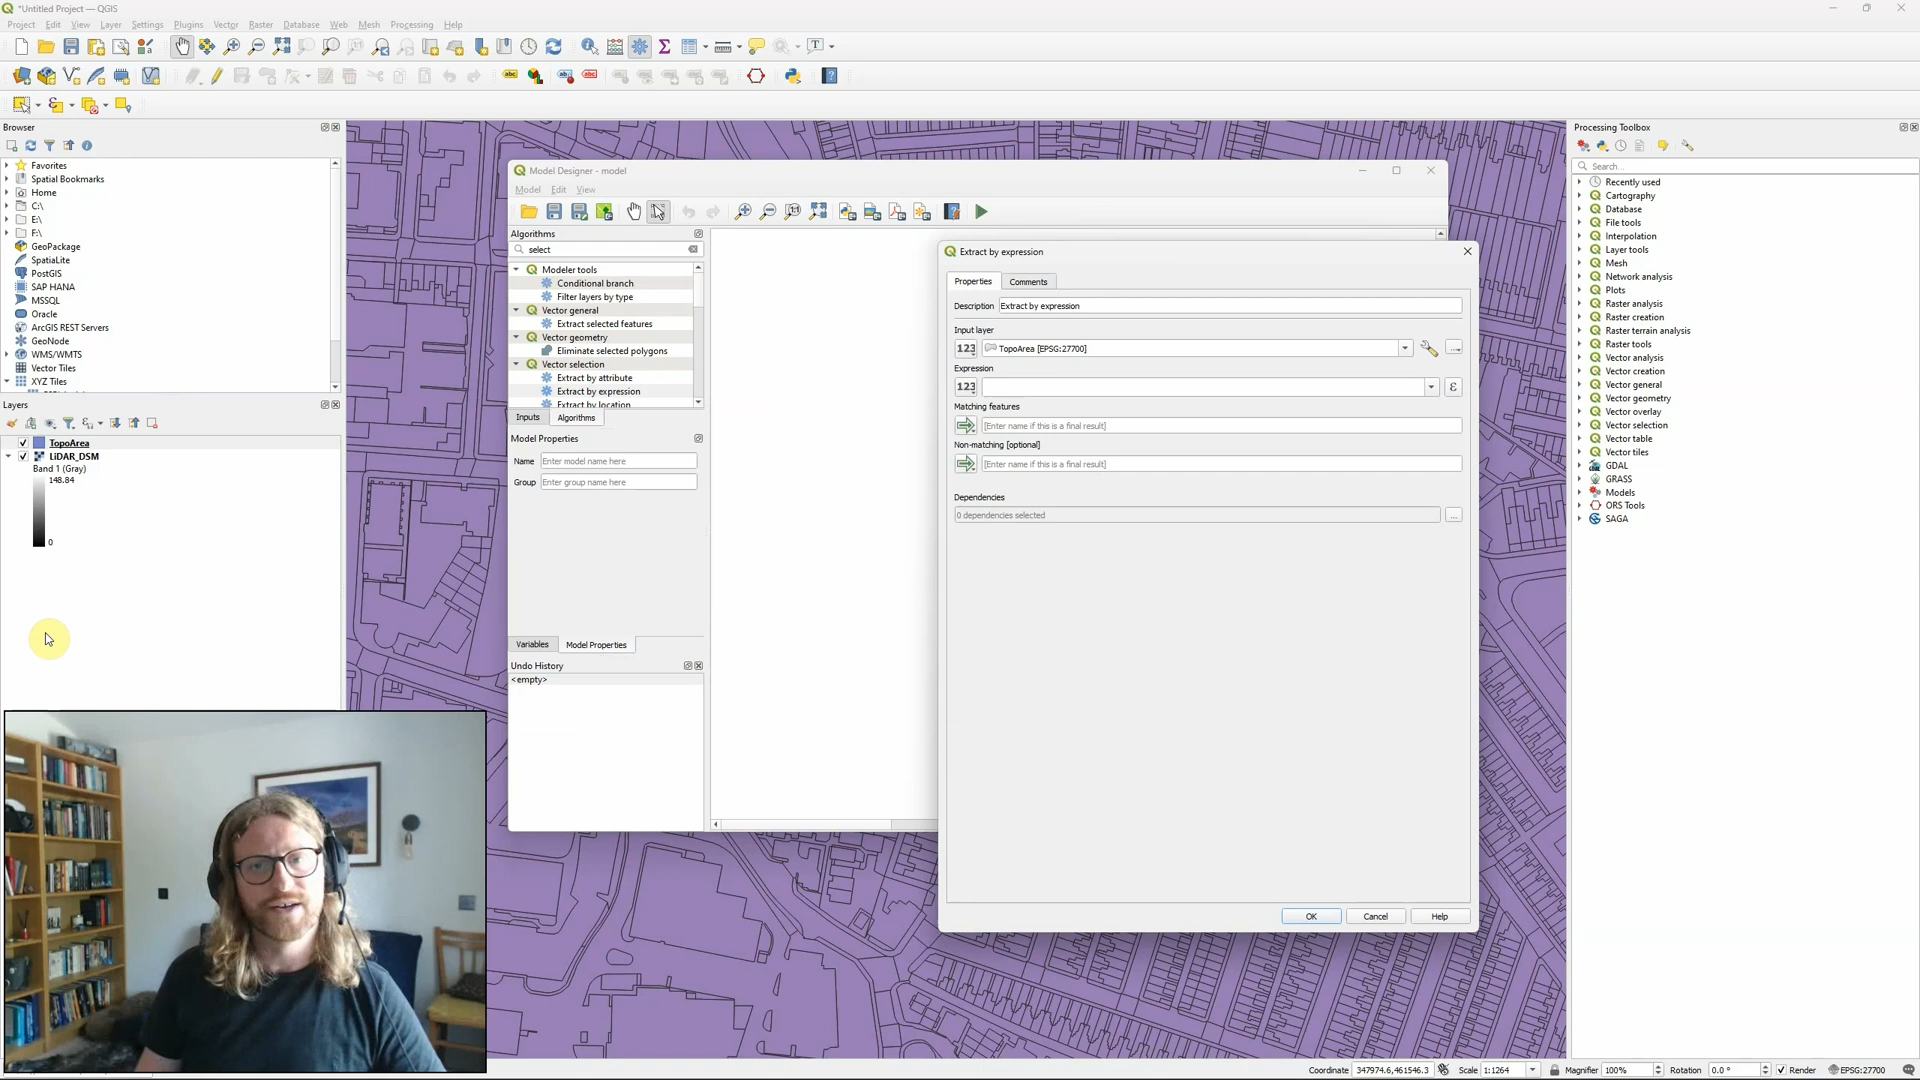 *Untitled Project — QGIS
Project Edit View Layer Settings Plugins Vector Raster Database Web Mesh Processing Help
Browser
Favorites
Spatial Bookmarks
Home
C:\
E:\
F:\
GeoPackage
SpatiaLite
PostGIS
SAP HANA
MSSQL
Oracle
ArcGIS REST Servers
GeoNode
WMS/WMTS
Vector Tiles
XYZ Tiles
Layers
TopoArea
LiDAR_DSM
Band 1 (Gray)
148.84
0
Model Designer - model
Model Edit View
Algorithms
select
Modeler tools
Conditional branch
Filter layers by type
Vector general
Extract selected features
Vector geometry
Eliminate selected polygons
Vector selection
Extract by attribute
Extract by expression
Extract by location
Inputs Algorithms
Model Properties
Name Enter model name here
Group Enter group name here
Variables Model Properties
Undo History
<empty>
Extract by expression
Properties Comments
Description Extract by expression
Input layer
123 TopoArea [EPSG:27700]
Expression
123 ε
Matching features
[Enter name if this is a final result]
Non-matching [optional]
[Enter name if this is a final result]
Dependencies
0 dependencies selected ...
OK Cancel Help
Processing Toolbox
Search...
Recently used
Cartography
Database
File tools
Interpolation
Layer tools
Mesh
Network analysis
Plots
Raster analysis
Raster creation
Raster terrain analysis
Raster tools
Vector analysis
Vector creation
Vector general
Vector geometry
Vector overlay
Vector selection
Vector table
Vector tiles
GDAL
GRASS
Models
ORS Tools
SAGA
Coordinate 347974.6,461546.3 Scale 1:1264 Magnifier 100% Rotation 0.0 ° Render EPSG:27700